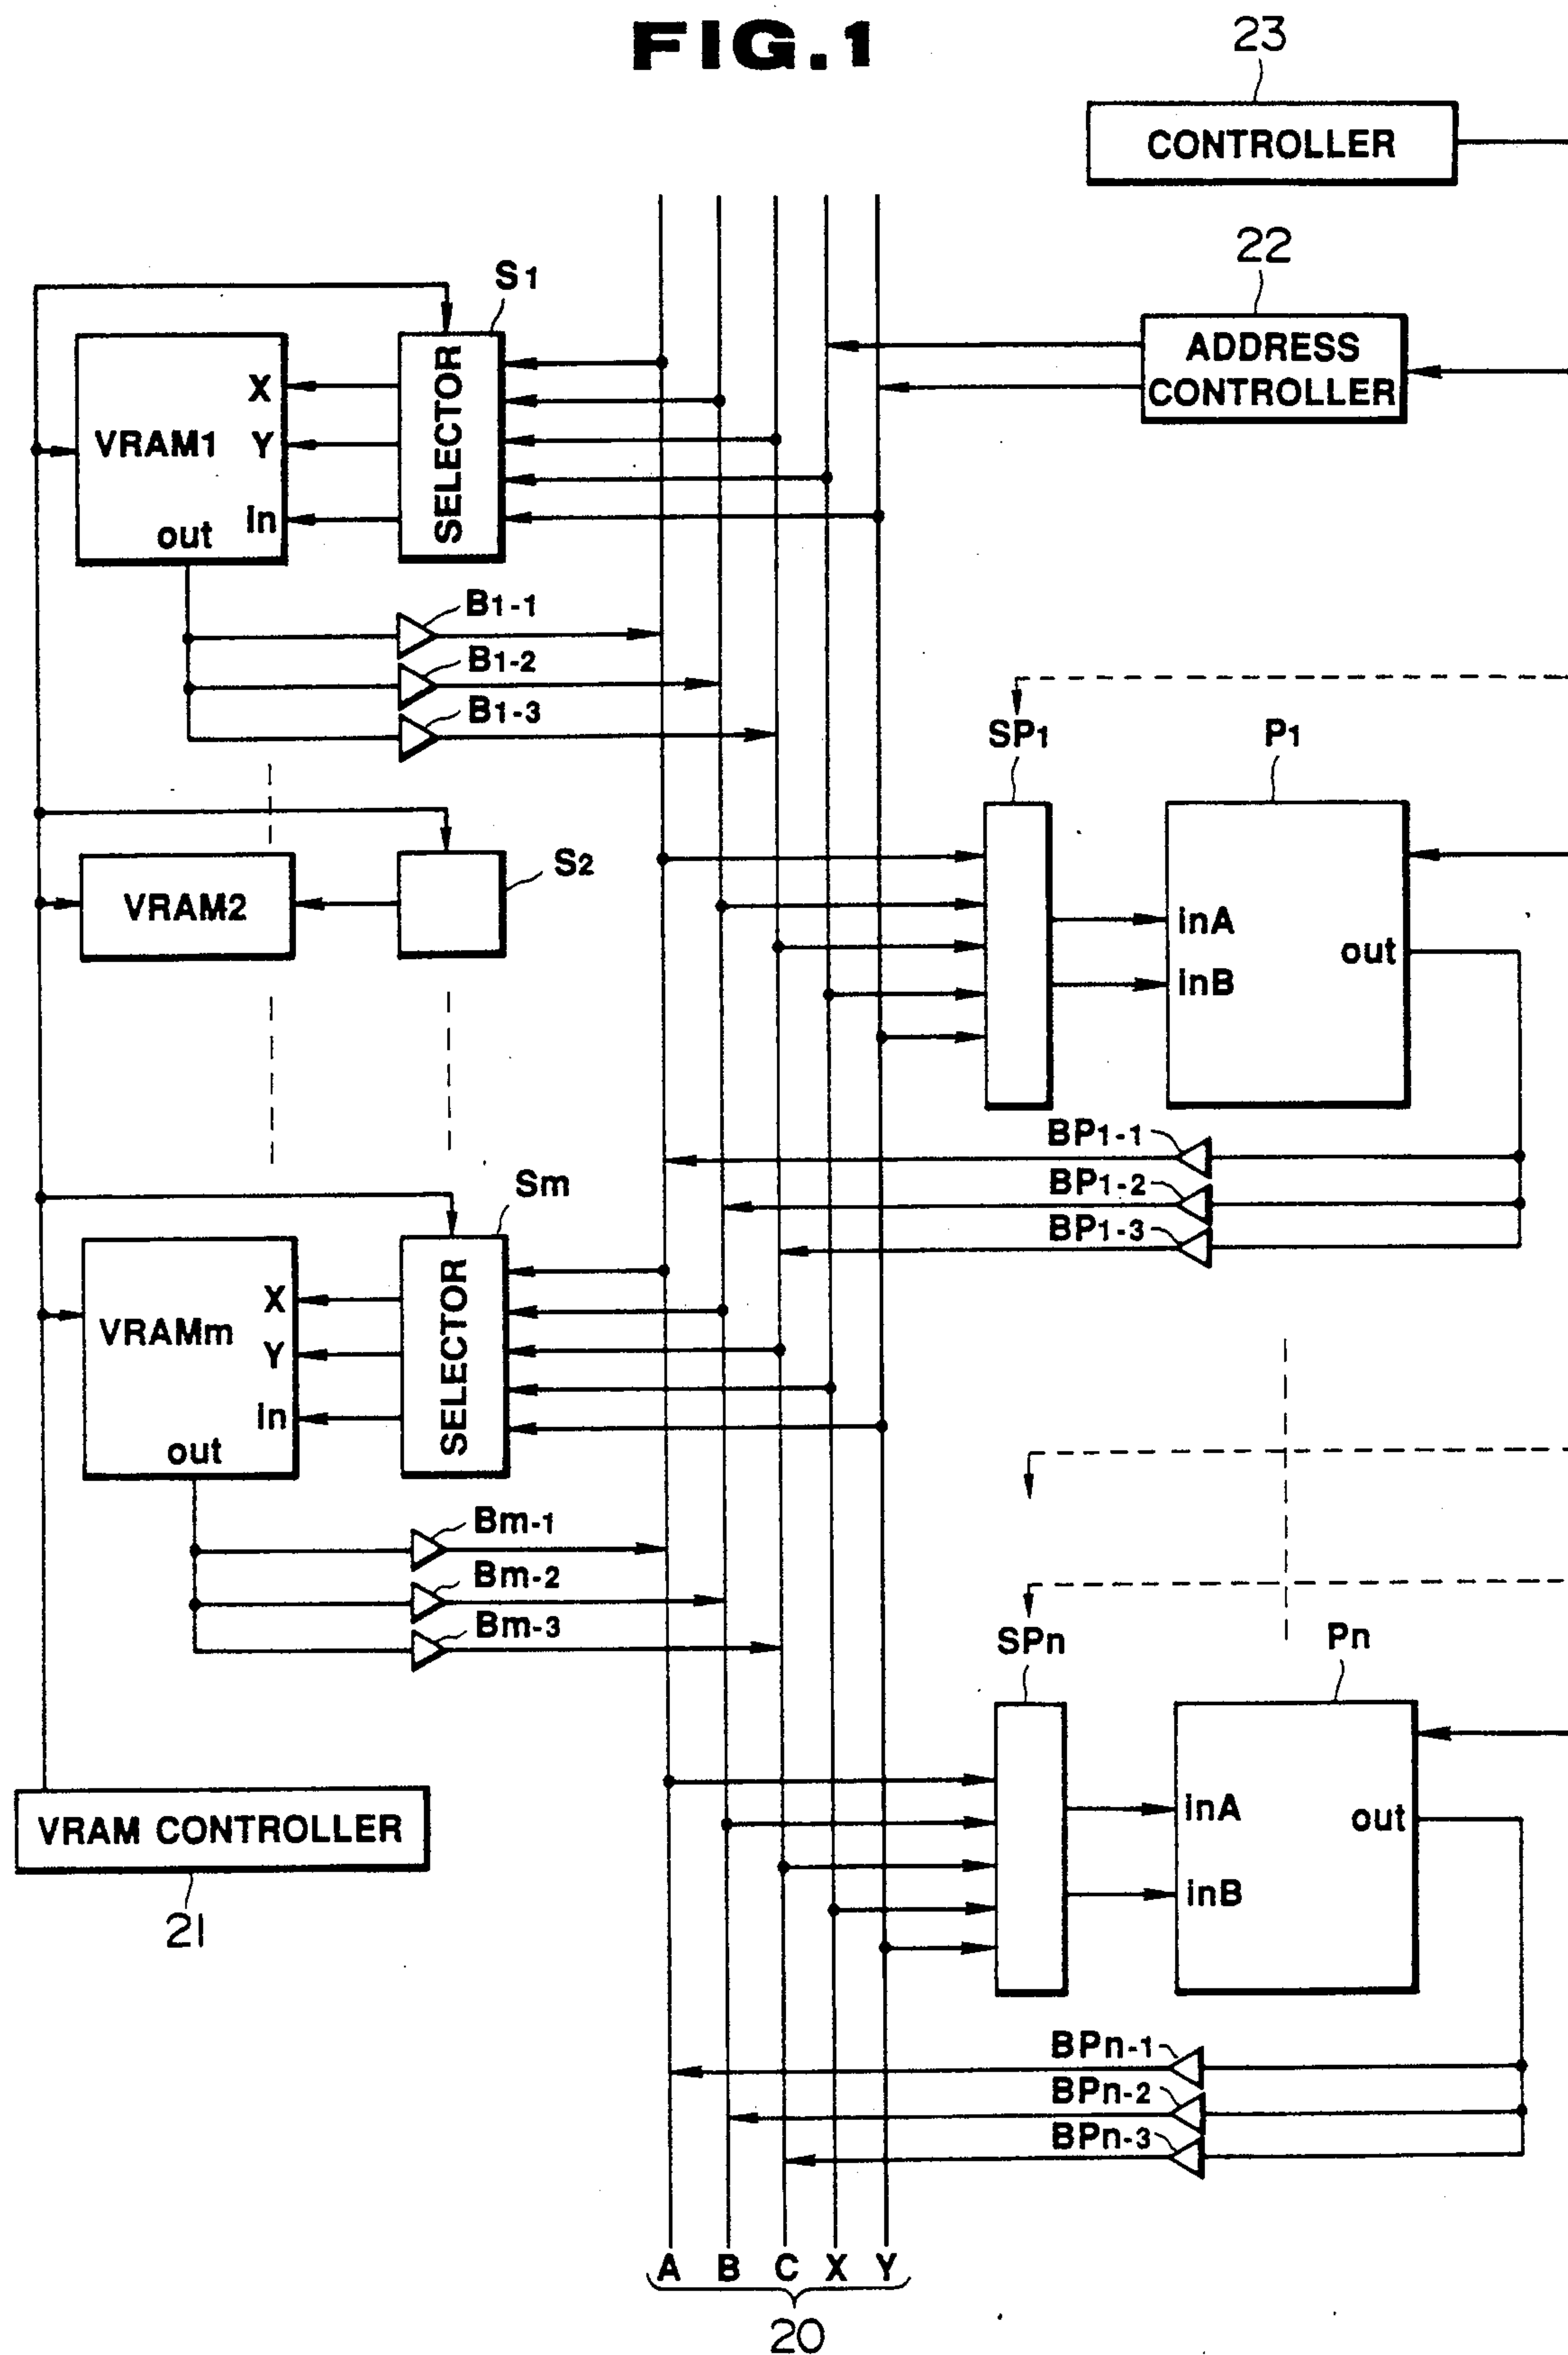 FIG.1
23
CONTROLLER
22
ADDRESS
CONTROLLER
S1
SELECTOR
VRAM1
X
Y
In
out
B1-1
B1-2
B1-3
SP1
P1
inA
inB
out
VRAM2
S2
BP1-1
BP1-2
BP1-3
Sm
SELECTOR
VRAMm
X
Y
In
out
Bm-1
Bm-2
Bm-3
SPn
Pn
inA
inB
out
VRAM CONTROLLER
21
BPn-1
BPn-2
BPn-3
A B C X Y
20